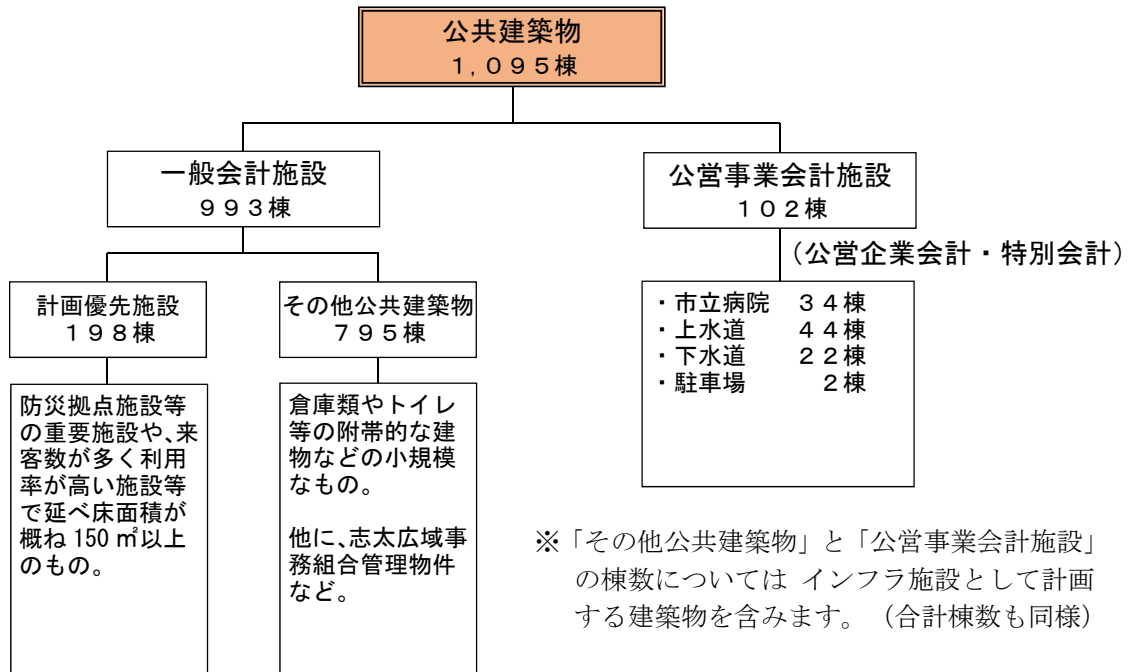 公共建築物
１,０９５棟
一般会計施設
９９３棟
公営事業会計施設
１０２棟
（公営企業会計・特別会計）
計画優先施設
１９８棟
その他公共建築物
７９５棟
・市立病院　３４棟
・上水道　　４４棟
・下水道　　２２棟
・駐車場　　　２棟
防災拠点施設等
の重要施設や、来
客数が多く利用
率が高い施設等
で延べ床面積が
概ね 150 ㎡以上
のもの。
倉庫類やトイレ
等の附帯的な建
物などの小規模
なもの。
他に、志太広域事
務組合管理物件
など。
※「その他公共建築物」と「公営事業会計施設」
の棟数については インフラ施設として計画
する建築物を含みます。（合計棟数も同様）